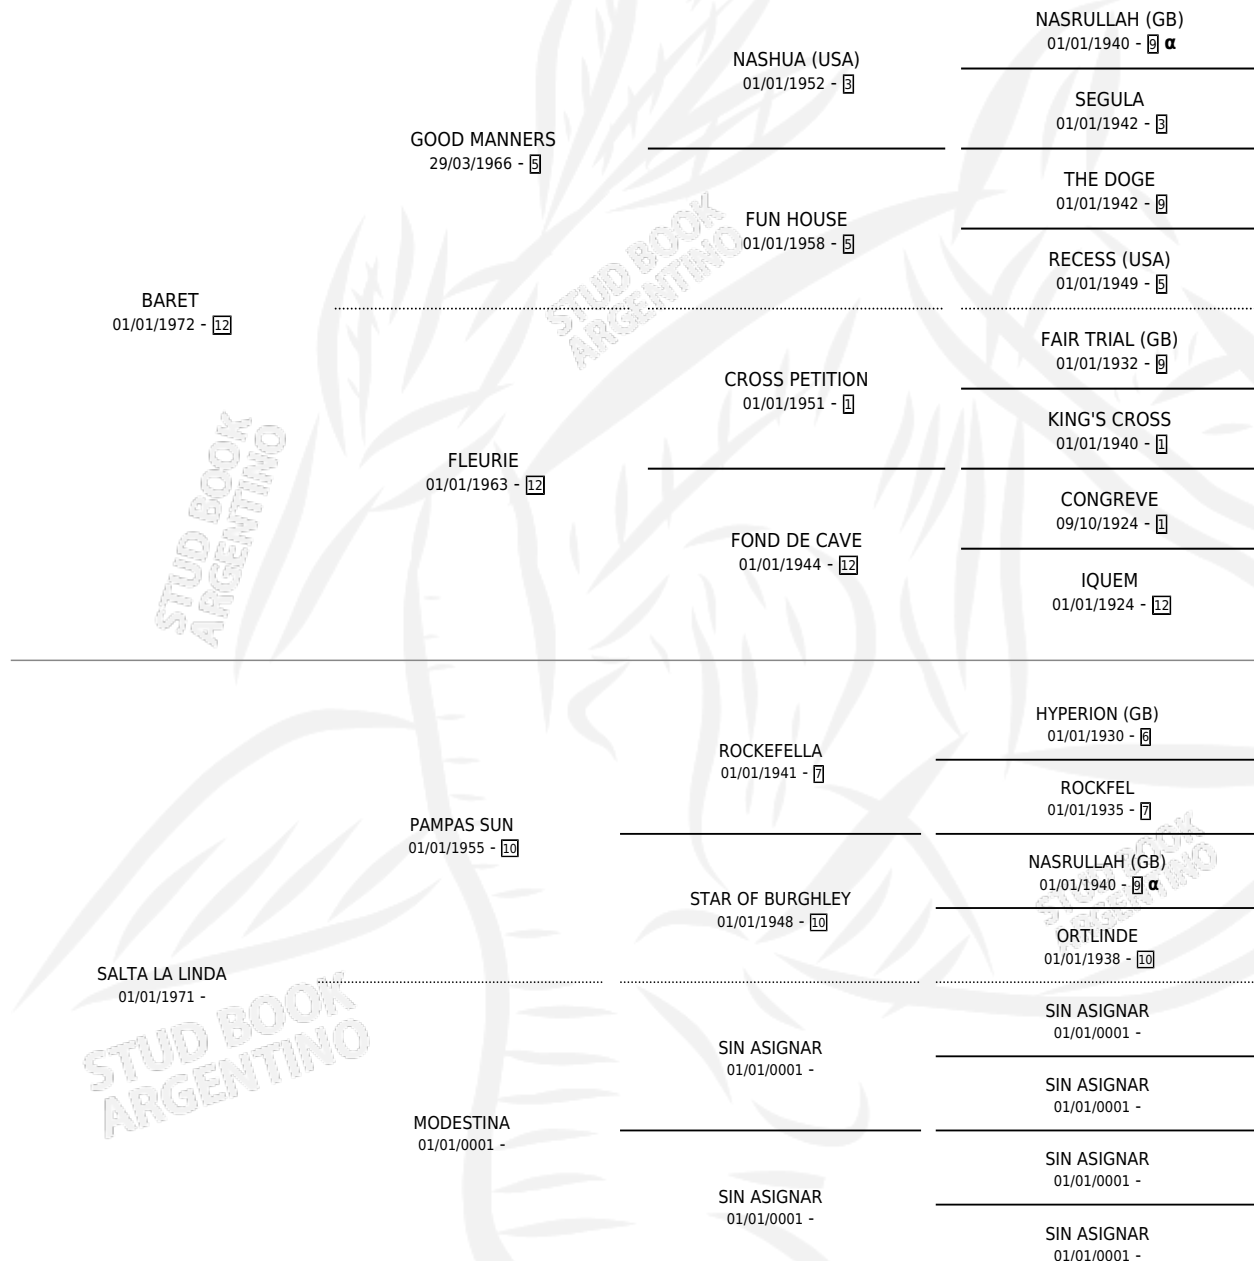 NASRULLAH (GB)
01/01/1940 - 9 α
NASHUA (USA)
01/01/1952 - 3
SEGULA
01/01/1942 - 3
GOOD MANNERS
29/03/1966 - 5
THE DOGE
01/01/1942 - 9
FUN HOUSE
01/01/1958 - 5
RECESS (USA)
01/01/1949 - 5
BARET
01/01/1972 - 12
FAIR TRIAL (GB)
01/01/1932 - 9
CROSS PETITION
01/01/1951 - 1
KING'S CROSS
01/01/1940 - 1
FLEURIE
01/01/1963 - 12
CONGREVE
09/10/1924 - 1
FOND DE CAVE
01/01/1944 - 12
IQUEM
01/01/1924 - 12
HYPERION (GB)
01/01/1930 - 6
ROCKEFELLA
01/01/1941 - 7
ROCKFEL
01/01/1935 - 7
PAMPAS SUN
01/01/1955 - 10
NASRULLAH (GB)
01/01/1940 - 9 α
STAR OF BURGHLEY
01/01/1948 - 10
ORTLINDE
01/01/1938 - 10
SALTA LA LINDA
01/01/1971 -
SIN ASIGNAR
01/01/0001 -
SIN ASIGNAR
01/01/0001 -
SIN ASIGNAR
01/01/0001 -
MODESTINA
01/01/0001 -
SIN ASIGNAR
01/01/0001 -
SIN ASIGNAR
01/01/0001 -
SIN ASIGNAR
01/01/0001 -
STUD BOOK
ARGENTINO
STUD BOOK
ARGENTINO
STUD BOOK
ARGENTINO
STUD BOOK
ARGENTINO